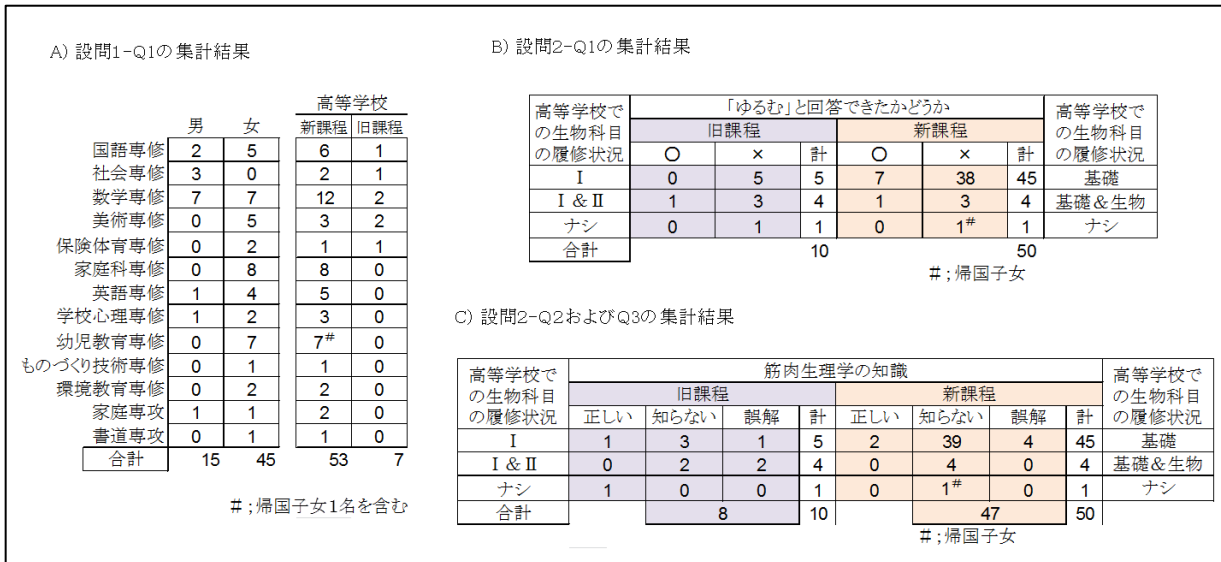 A) 設問1-Q1の集計結果
高等学校
男 女 新課程 旧課程
国語専修 2 5 6 1
社会専修 3 0 2 1
数学専修 7 7 12 2
美術専修 0 5 3 2
保険体育専修 0 2 1 1
家庭科専修 0 8 8 0
英語専修 1 4 5 0
学校心理専修 1 2 3 0
幼児教育専修 0 7 7# 0
ものづくり技術専修 0 1 1 0
環境教育専修 0 2 2 0
家庭専攻 1 1 2 0
書道専攻 0 1 1 0
合計 15 45 53 7
#;帰国子女1名を含む
B) 設問2-Q1の集計結果
高等学校での生物科目の履修状況 「ゆるむ」と回答できたかどうか 高等学校での生物科目の履修状況
旧課程 新課程
○ × 計 ○ × 計
I 0 5 5 7 38 45 基礎
I & II 1 3 4 1 3 4 基礎&生物
ナシ 0 1 1 0 1# 1 ナシ
合計 10 50
#;帰国子女
C) 設問2-Q2およびQ3の集計結果
高等学校での生物科目の履修状況 筋肉生理学の知識 高等学校での生物科目の履修状況
旧課程 新課程
正しい 知らない 誤解 計 正しい 知らない 誤解 計
I 1 3 1 5 2 39 4 45 基礎
I & II 0 2 2 4 0 4 0 4 基礎&生物
ナシ 1 0 0 1 0 1# 0 1 ナシ
合計 8 10 47 50
#;帰国子女